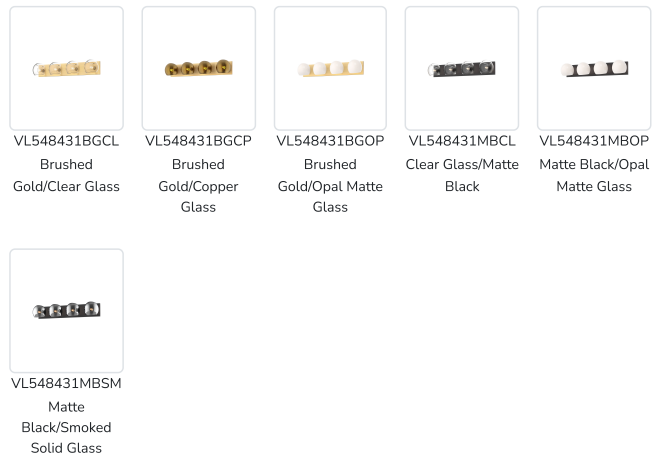 VL548431BGCL
Brushed
Gold/Clear Glass
VL548431BGCP
Brushed
Gold/Copper
Glass
VL548431BGOP
Brushed
Gold/Opal Matte
Glass
VL548431MBCL
Clear Glass/Matte
Black
VL548431MBOP
Matte Black/Opal
Matte Glass
VL548431MBSM
Matte
Black/Smoked
Solid Glass